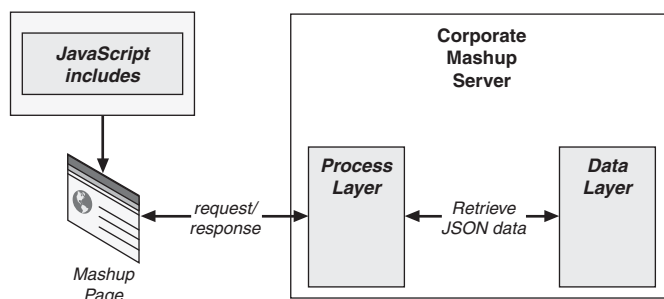 JavaScript
includes
Corporate
Mashup
Server
Process
Layer
Data
Layer
request/
response
Retrieve
JSON data
Mashup
Page